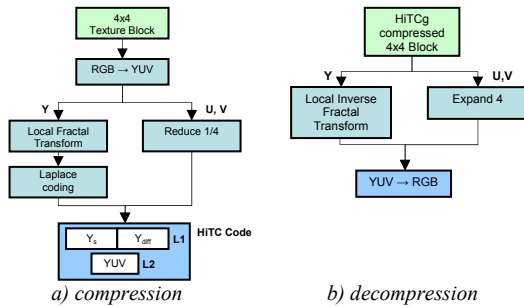 4x4
Texture Block
RGB → YUV
Y
U, V
Local Fractal
Transform
Reduce 1/4
Laplace
coding
HiTC Code
Ys
Ydiff
L1
YUV
L2
a) compression
HiTCg
compressed
4x4 Block
Y
U,V
Local Inverse
Fractal
Transform
Expand 4
YUV → RGB
b) decompression